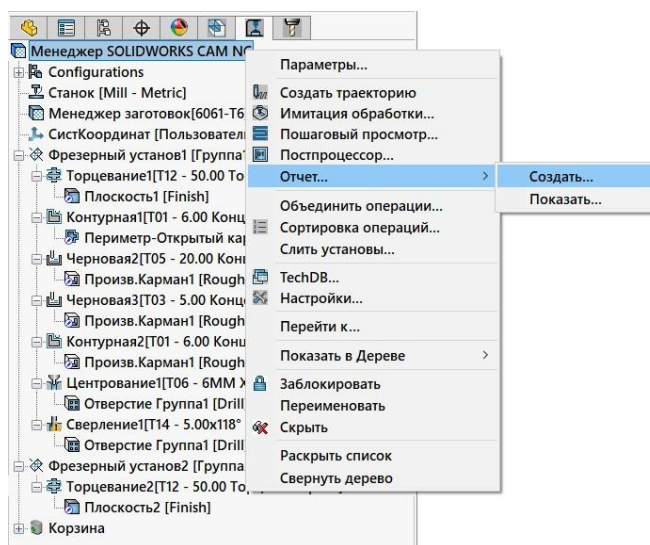 Менеджер SOLIDWORKS CAM NC
Configurations
Станок [Mill - Metric]
Менеджер заготовок[6061-T6
СистКоординат [Пользовател
Фрезерный установ1 [Группа
Торцевание1[T12 - 50.00 То
Плоскость1 [Finish]
Контурная1[T01 - 6.00 Конц
Периметр-Открытый кар
Черновая2[T05 - 20.00 Кон
Произв.Карман1 [Rough
Черновая3[T03 - 5.00 Конц
Произв.Карман1 [Rough
Контурная2[T01 - 6.00 Конц
Произв.Карман1 [Rough
Центрование1[T06 - 6MM X
Отверстие Группа1 [Drill
Сверление1[T14 - 5.00x118°
Отверстие Группа1 [Drill
Фрезерный установ2 [Группа
Торцевание2[T12 - 50.00 То
Плоскость2 [Finish]
Корзина
Параметры...
Создать траекторию
Имитация обработки...
Пошаговый просмотр...
Постпроцессор...
Отчет...
Объединить операции...
Сортировка операций...
Слить установы...
TechDB...
Настройки...
Перейти к...
Показать в Дереве
Заблокировать
Переименовать
Скрыть
Раскрыть список
Свернуть дерево
Создать...
Показать...